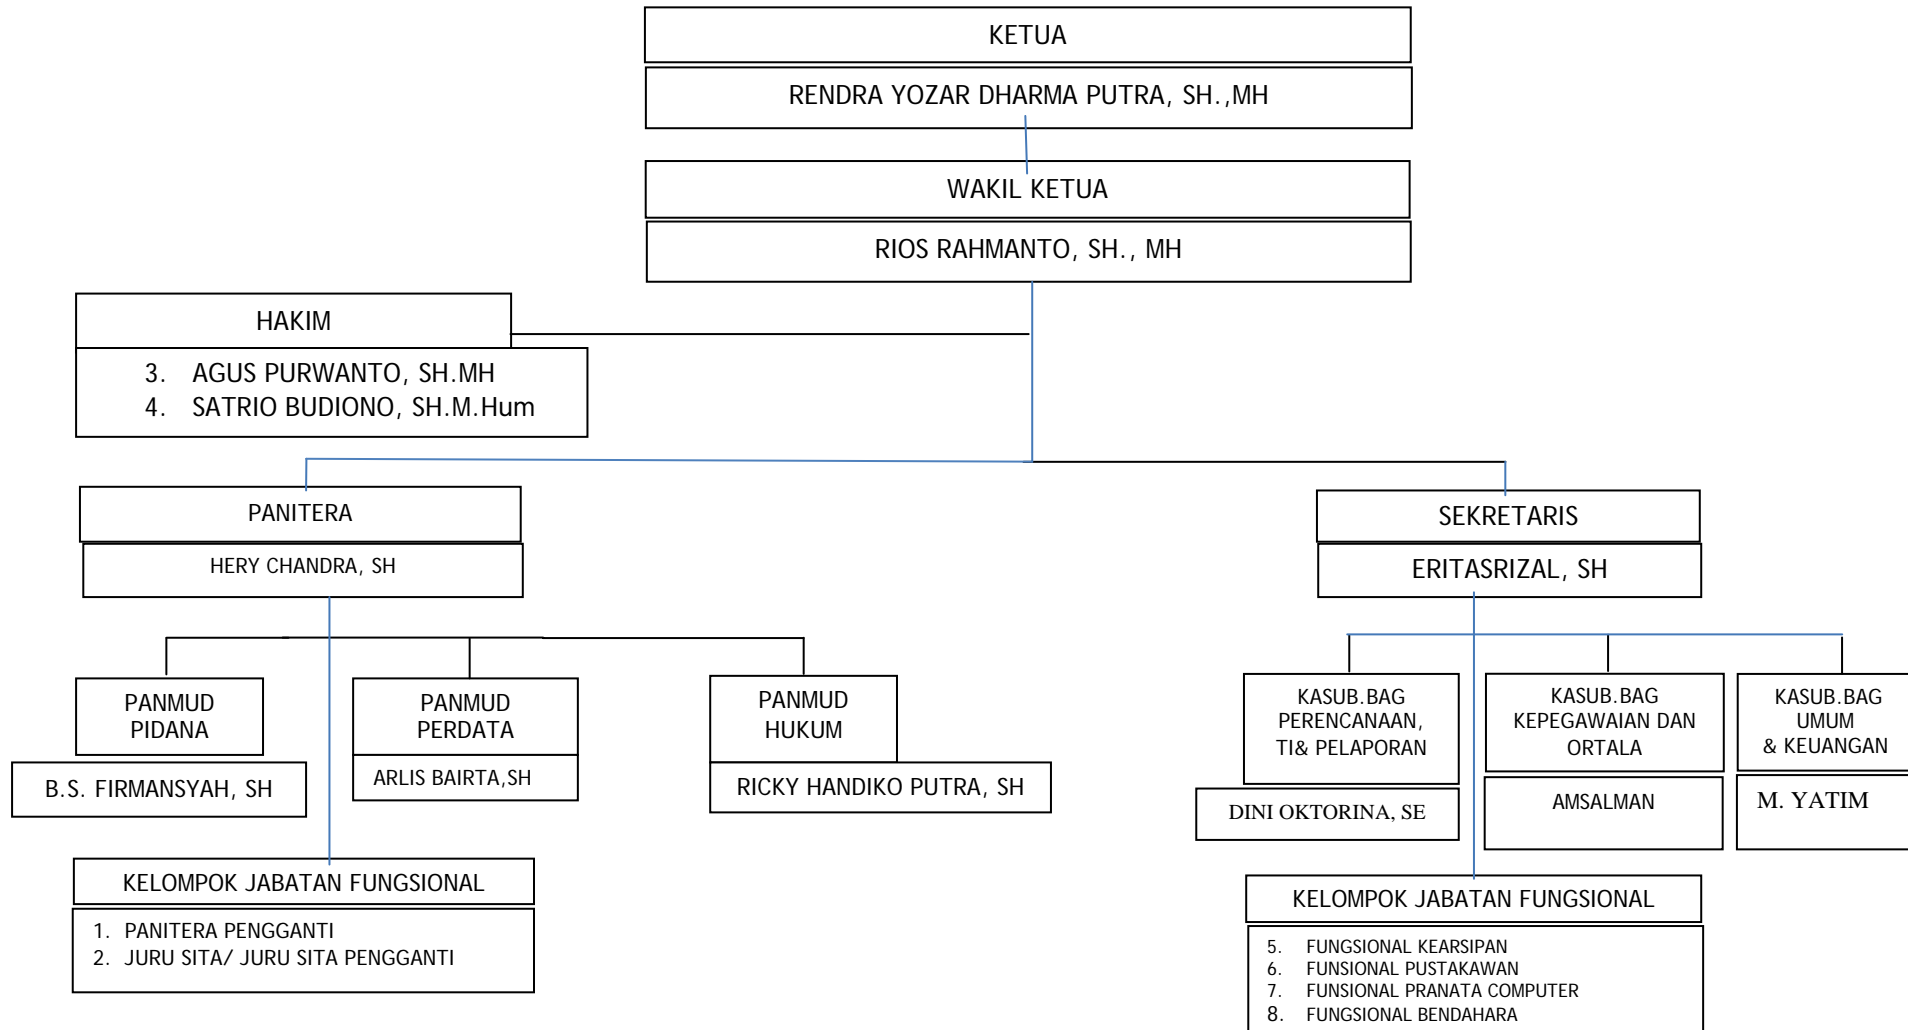 KETUA
RENDRA YOZAR DHARMA PUTRA, SH.,MH
WAKIL KETUA
RIOS RAHMANTO, SH., MH
HAKIM
3. AGUS PURWANTO, SH.MH
4. SATRIO BUDIONO, SH.M.Hum
PANITERA
HERY CHANDRA, SH
SEKRETARIS
ERITASRIZAL, SH
PANMUD
PIDANA
B.S. FIRMANSYAH, SH
PANMUD
PERDATA
ARLIS BAIRTA,SH
PANMUD
HUKUM
RICKY HANDIKO PUTRA, SH
KASUB.BAG
PERENCANAAN,
TI& PELAPORAN
DINI OKTORINA, SE
KASUB.BAG
KEPEGAWAIAN DAN
ORTALA
AMSALMAN
KASUB.BAG
UMUM
& KEUANGAN
M. YATIM
KELOMPOK JABATAN FUNGSIONAL
1. PANITERA PENGGANTI
2. JURU SITA/ JURU SITA PENGGANTI
KELOMPOK JABATAN FUNGSIONAL
5. FUNGSIONAL KEARSIPAN
6. FUNSIONAL PUSTAKAWAN
7. FUNSIONAL PRANATA COMPUTER
8. FUNGSIONAL BENDAHARA